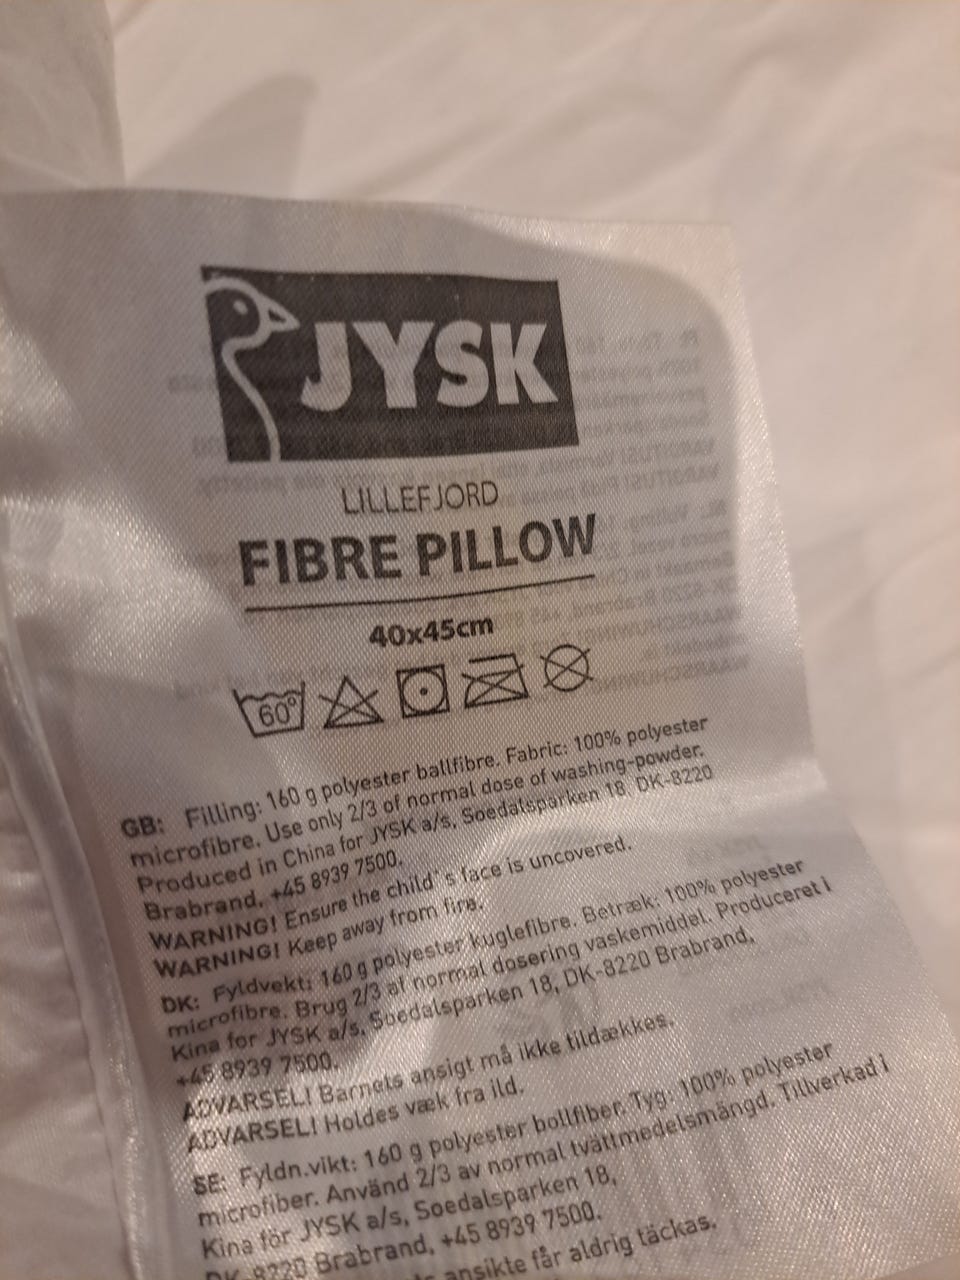 JYSK
LILLEFJORD
FIBRE PILLOW
40x45cm
60°
GB: Filling: 160 g polyester ballfibre. Fabric: 100% polyester
microfibre. Use only 2/3 of normal dose of washing-powder.
Produced in China for JYSK a/s, Soedalsparken 18, DK-8220
Brabrand, +45 8939 7500.
WARNING! Ensure the child's face is uncovered.
WARNING! Keep away from fire.
DK: Fyldvekt: 160 g polyester kuglefibre. Betræk: 100% polyester
microfibre. Brug 2/3 af normal dosering vaskemiddel. Produceret i
Kina for JYSK a/s, Soedalsparken 18, DK-8220 Brabrand,
+45 8939 7500.
ADVARSEL! Barnets ansigt må ikke tildækkes.
ADVARSEL! Holdes væk fra ild.
SE: Fyldn.vikt: 160 g polyester bollfiber. Tyg: 100% polyester
microfiber. Använd 2/3 av normal tvättmedelsmängd. Tillverkad i
Kina för JYSK a/s, Soedalsparken 18,
DK-8220 Brabrand, +45 8939 7500.
ansikte får aldrig täckas.